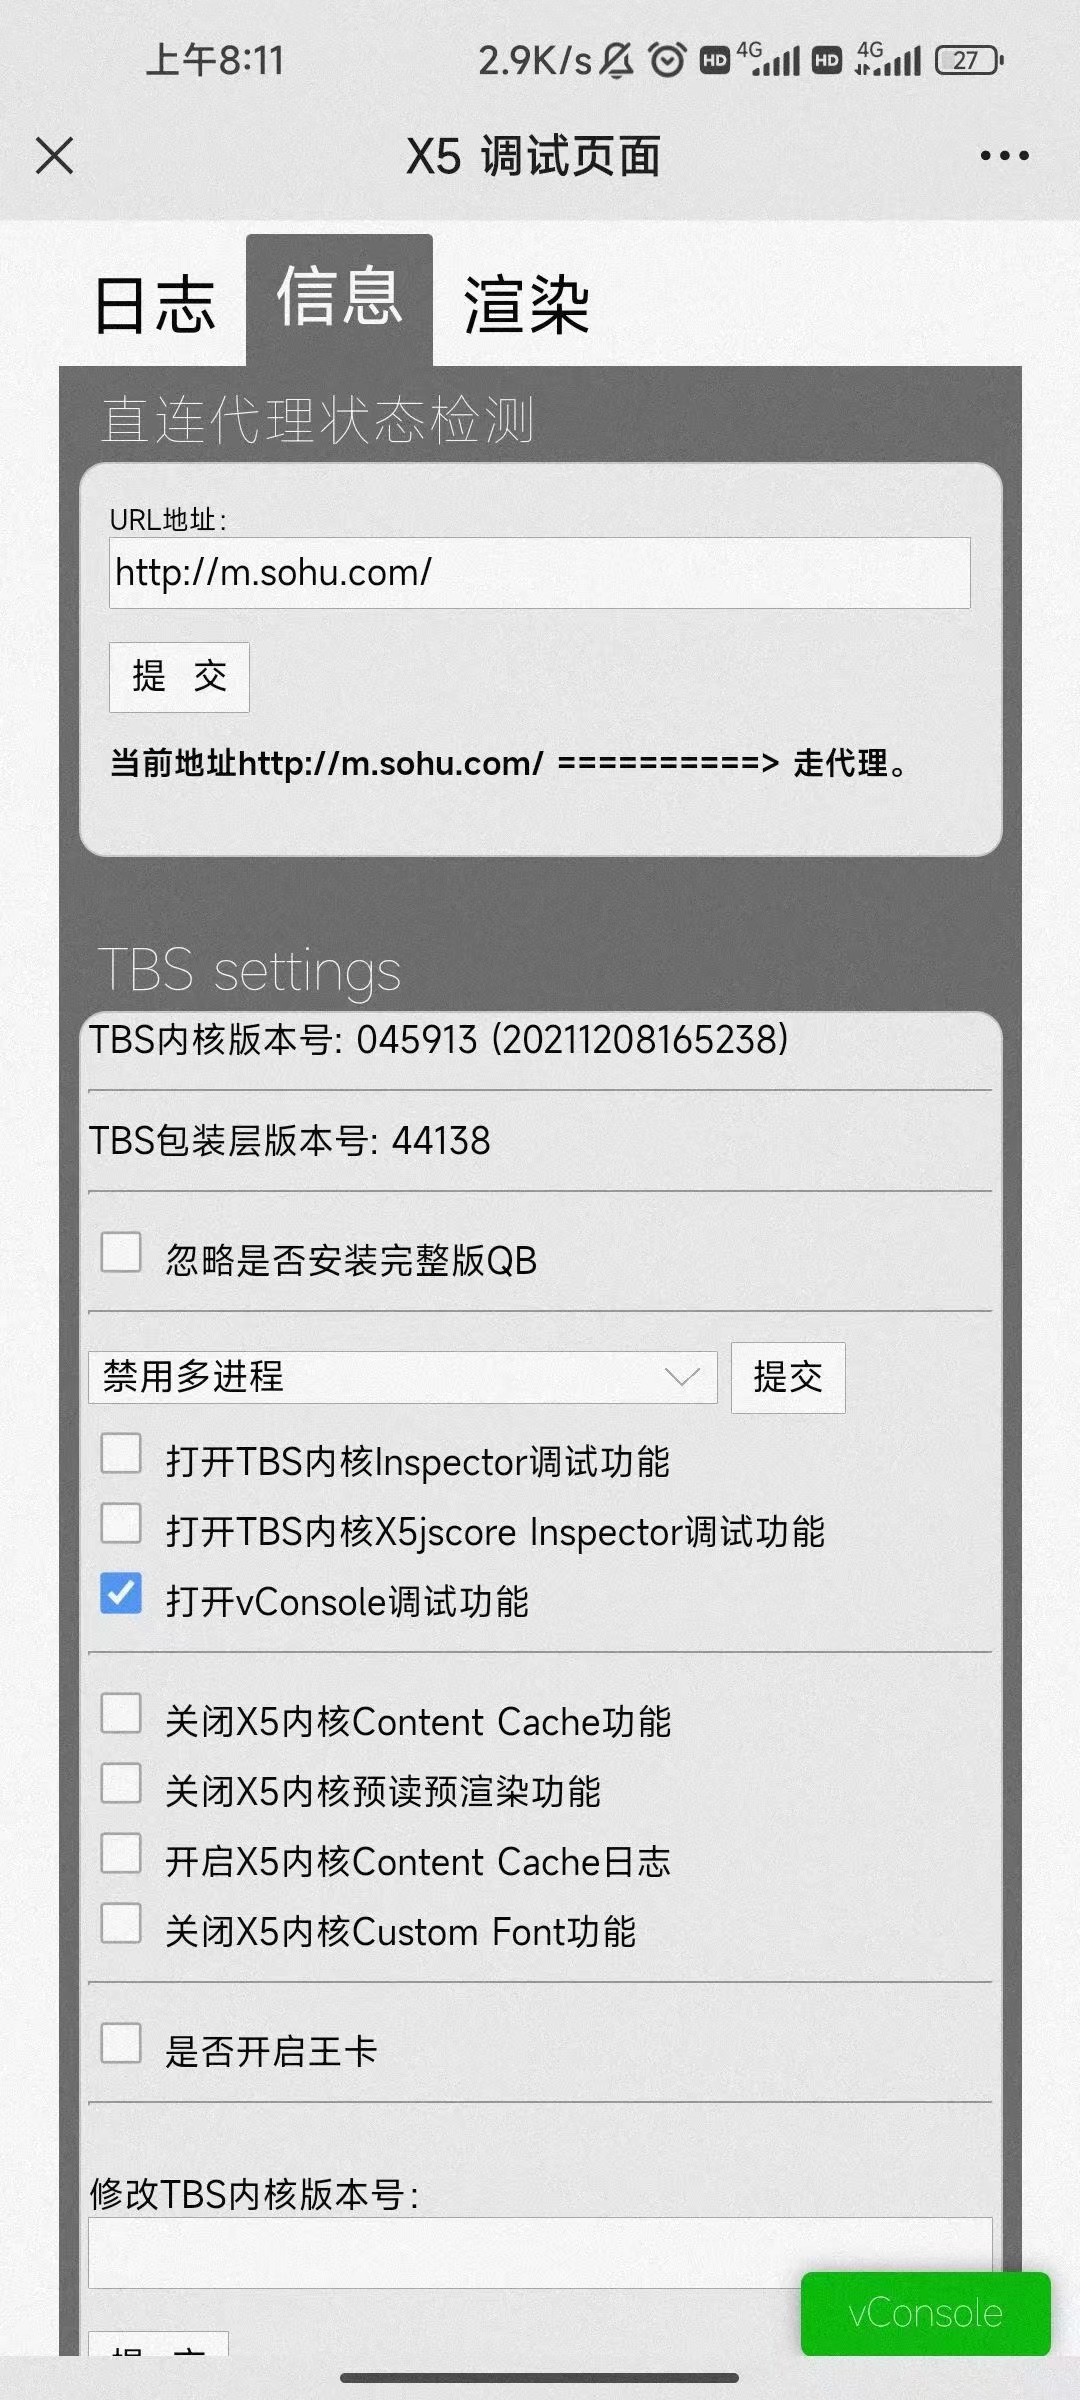 上午8:11 2.9K/s HD 4G HD 4G 27
X5 调试页面
日志 信息 渲染
直连代理状态检测
URL地址：
http://m.sohu.com/
提 交
当前地址http://m.sohu.com/ ==========> 走代理。
TBS settings
TBS内核版本号: 045913 (20211208165238)
TBS包装层版本号: 44138
忽略是否安装完整版QB
禁用多进程 提交
打开TBS内核Inspector调试功能
打开TBS内核X5jscore Inspector调试功能
打开vConsole调试功能
关闭X5内核Content Cache功能
关闭X5内核预读预渲染功能
开启X5内核Content Cache日志
关闭X5内核Custom Font功能
是否开启王卡
修改TBS内核版本号：
vConsole
提 交